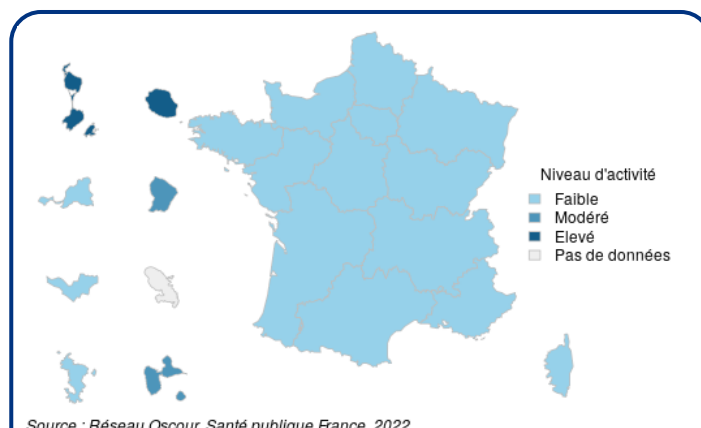 Niveau d'activité
Faible
Modéré
Elevé
Pas de données
Source : Réseau Oscour, Santé publique France, 2022